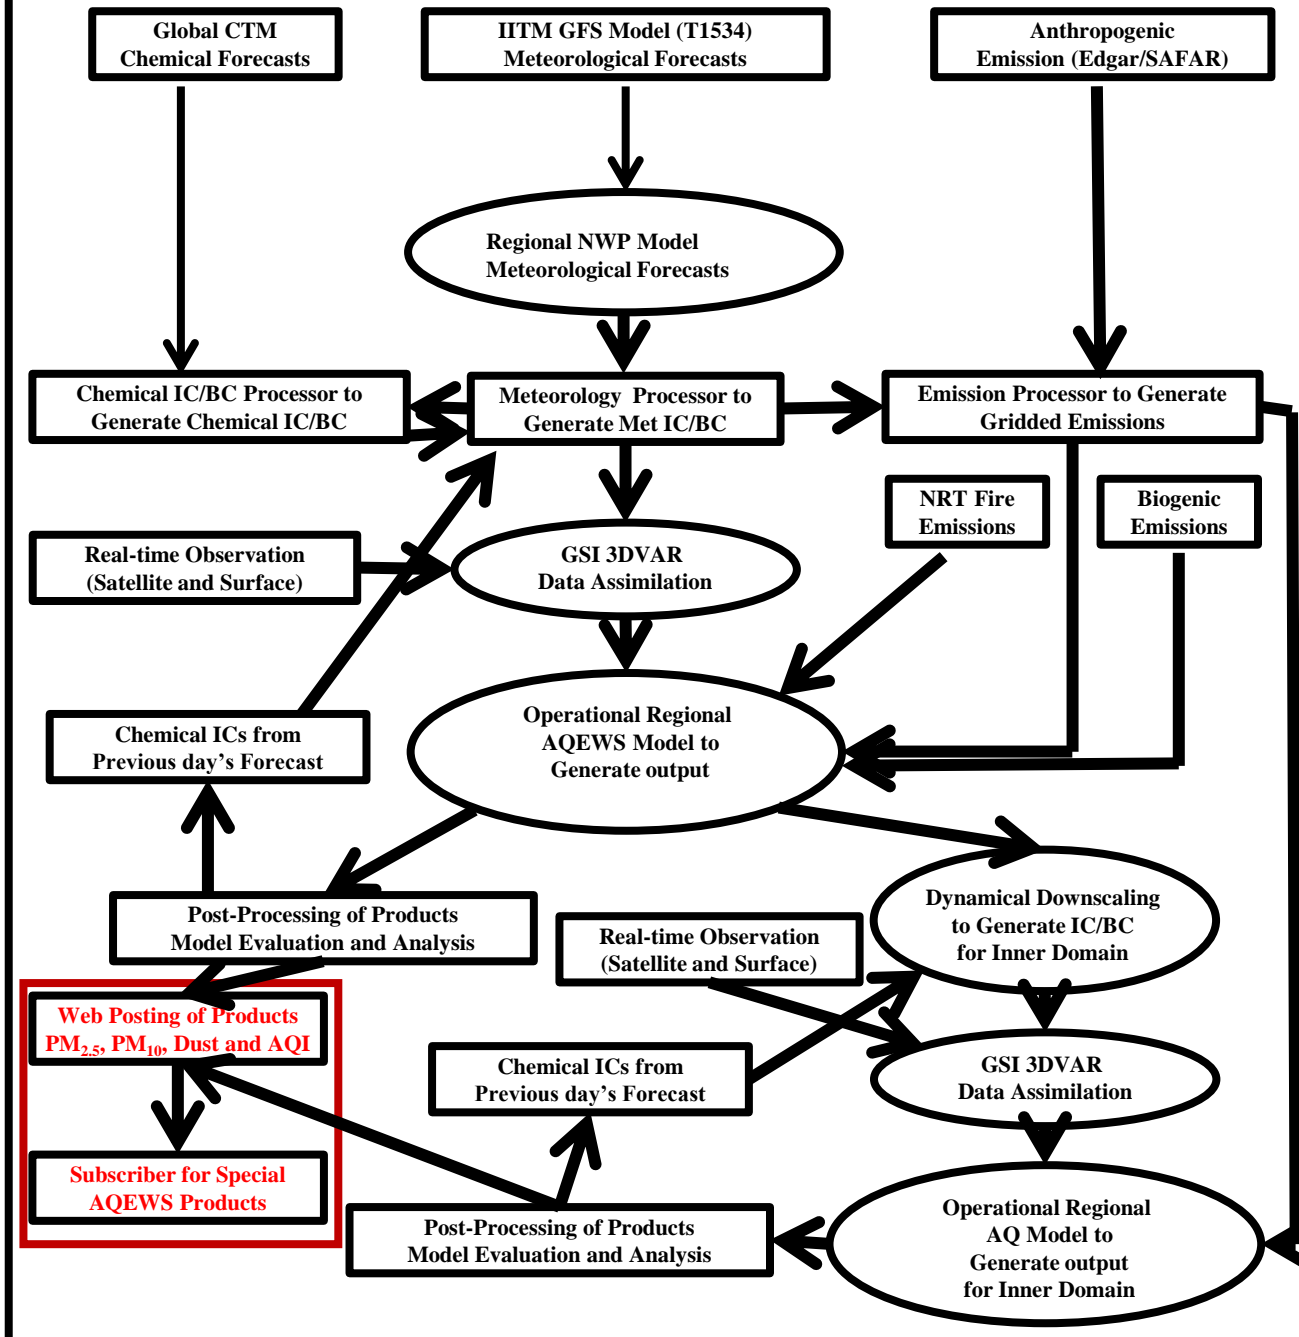 Global CTM
Chemical Forecasts
IITM GFS Model (T1534)
Meteorological Forecasts
Anthropogenic
Emission (Edgar/SAFAR)
Regional NWP Model
Meteorological Forecasts
Chemical IC/BC Processor to
Generate Chemical IC/BC
Meteorology Processor to
Generate Met IC/BC
Emission Processor to Generate
Gridded Emissions
NRT Fire
Emissions
Biogenic
Emissions
Real-time Observation
(Satellite and Surface)
GSI 3DVAR
Data Assimilation
Chemical ICs from
Previous day's Forecast
Operational Regional
AQEWS Model to
Generate output
Post-Processing of Products
Model Evaluation and Analysis
Real-time Observation
(Satellite and Surface)
Dynamical Downscaling
to Generate IC/BC
for Inner Domain
Web Posting of Products
PM2.5, PM10, Dust and AQI
Chemical ICs from
Previous day's Forecast
GSI 3DVAR
Data Assimilation
Subscriber for Special
AQEWS Products
Post-Processing of Products
Model Evaluation and Analysis
Operational Regional
AQ Model to
Generate output
for Inner Domain